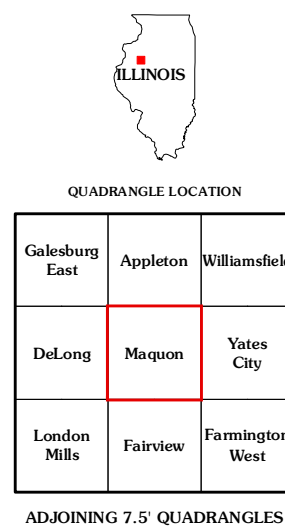 ILLINOIS
QUADRANGLE LOCATION
Galesburg East
Appleton
Williamsfield
DeLong
Maquon
Yates City
London Mills
Fairview
Farmington West
ADJOINING 7.5' QUADRANGLES